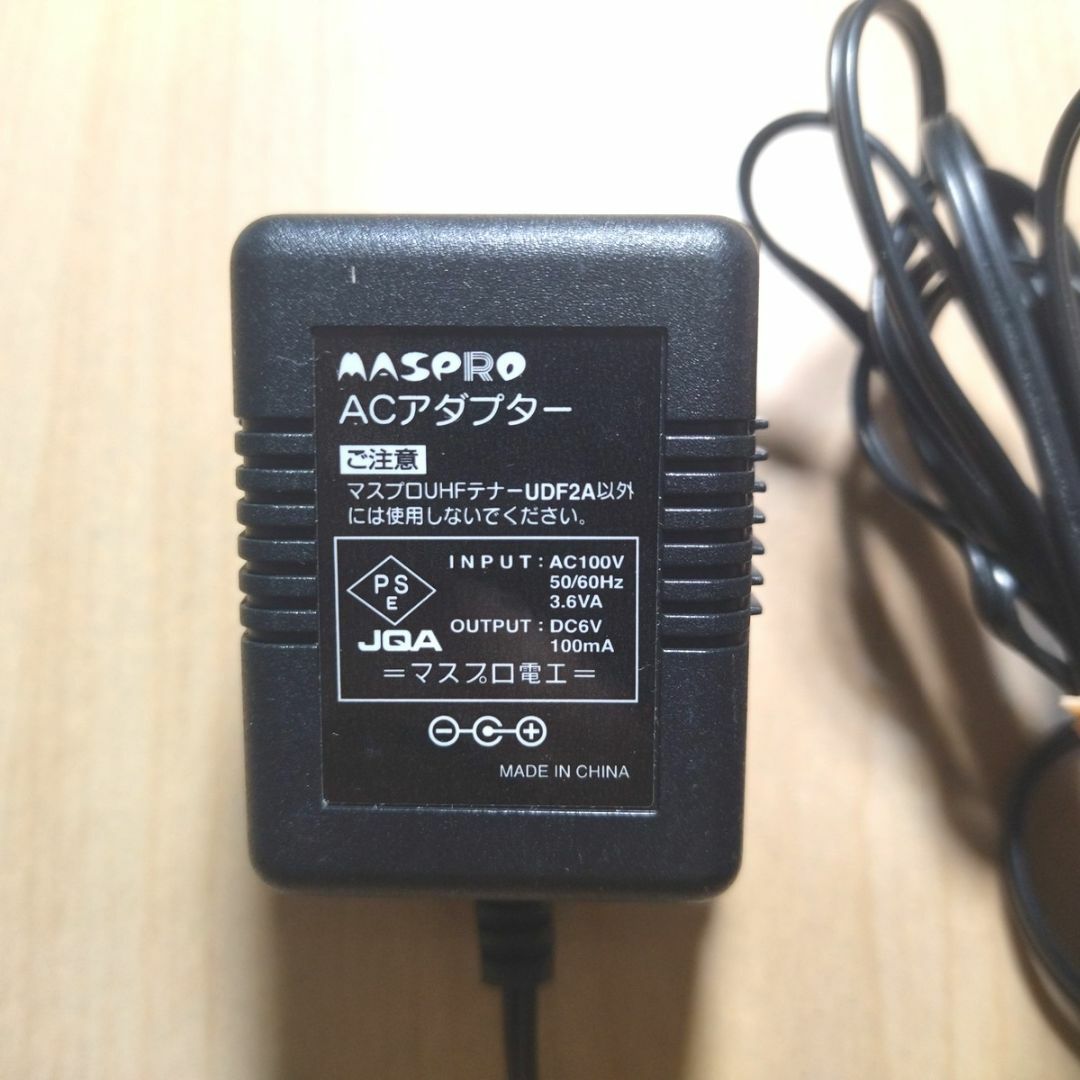 MASPRO
ACアダプター
ご注意
マスプロUHFテナーUDF2A以外
には使用しないでください。
INPUT：AC100V
50/60Hz
3.6VA
PS
E
OUTPUT：DC6V
100mA
JQA
＝マスプロ電工＝
MADE IN CHINA